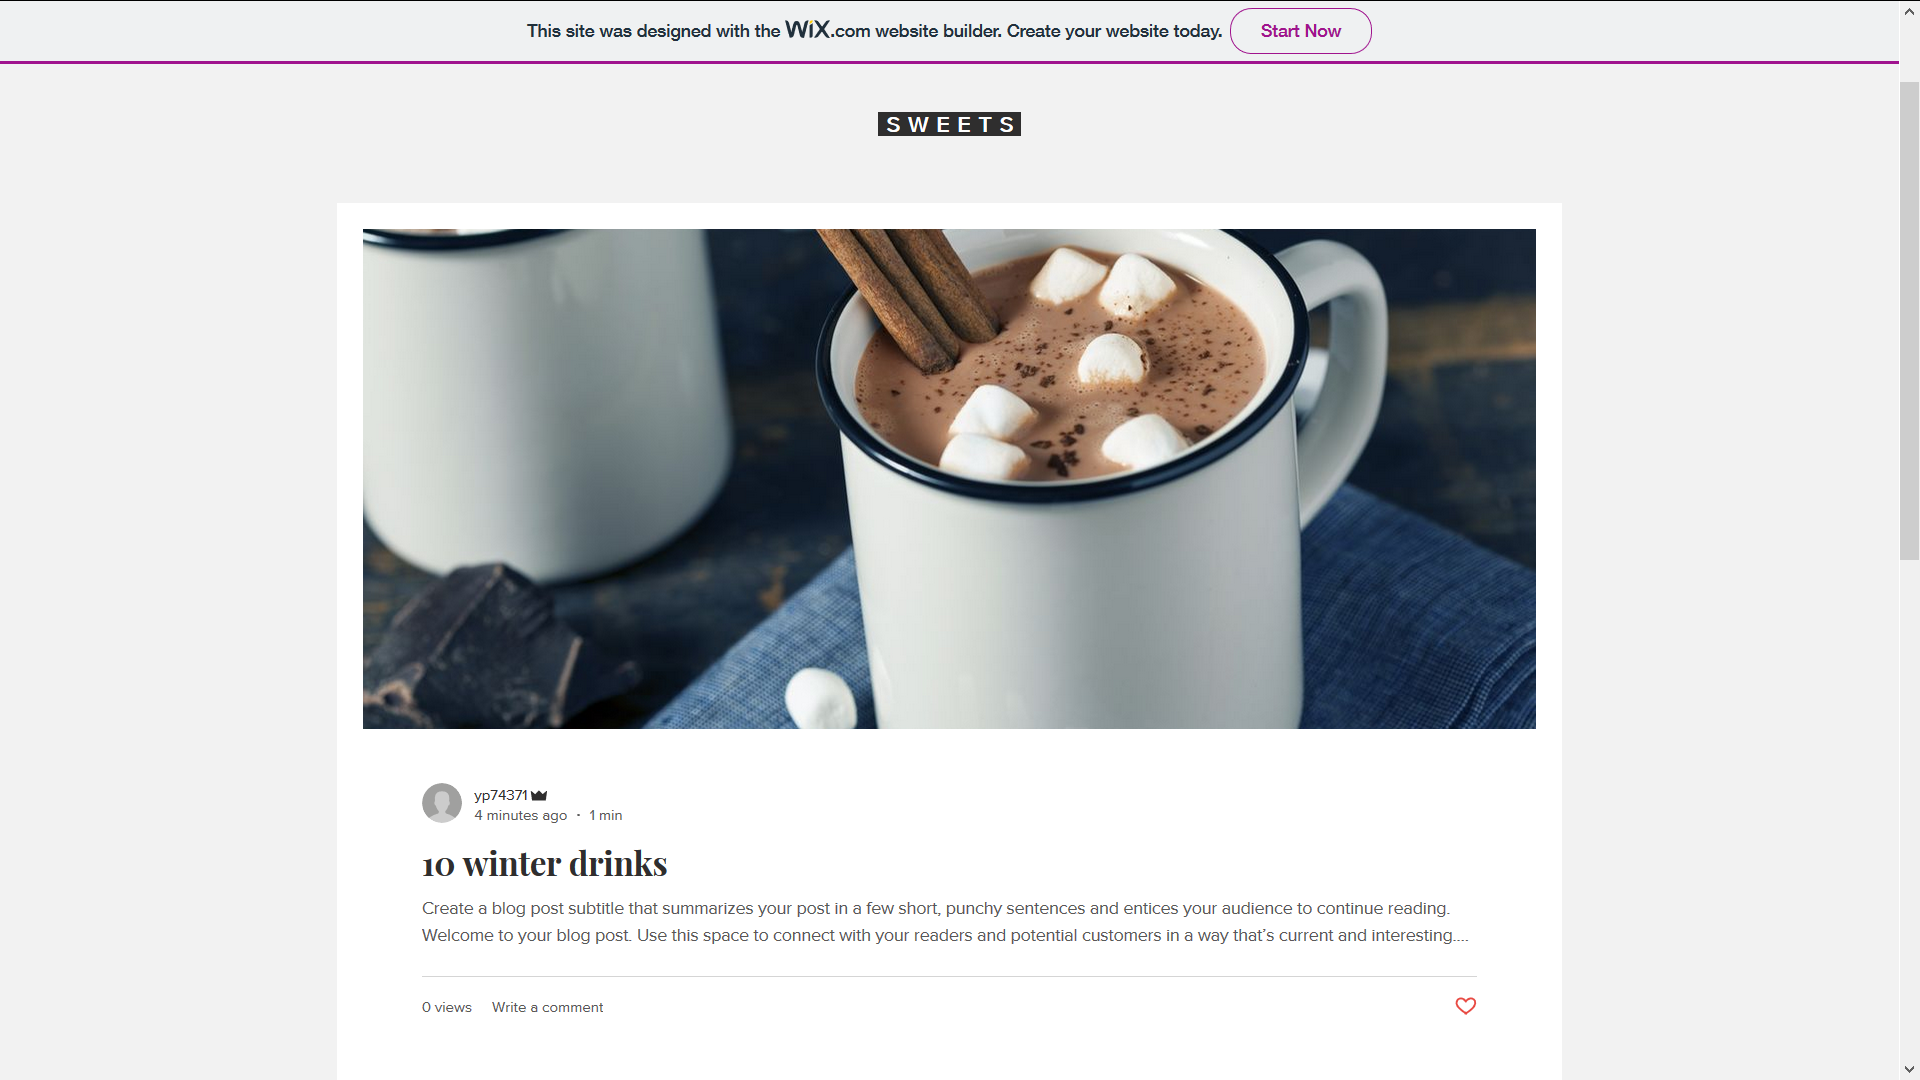 This site was designed with the WiX.com website builder. Create your website today. Start Now
SWEETS
yp74371
4 minutes ago · 1 min
10 winter drinks
Create a blog post subtitle that summarizes your post in a few short, punchy sentences and entices your audience to continue reading.
Welcome to your blog post. Use this space to connect with your readers and potential customers in a way that’s current and interesting....
0 views Write a comment